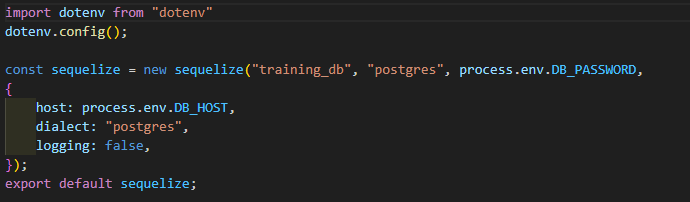 import dotenv from "dotenv"
dotenv.config();

const sequelize = new sequelize("training_db", "postgres", process.env.DB_PASSWORD,
{
    host: process.env.DB_HOST,
    dialect: "postgres",
    logging: false,
});
export default sequelize;